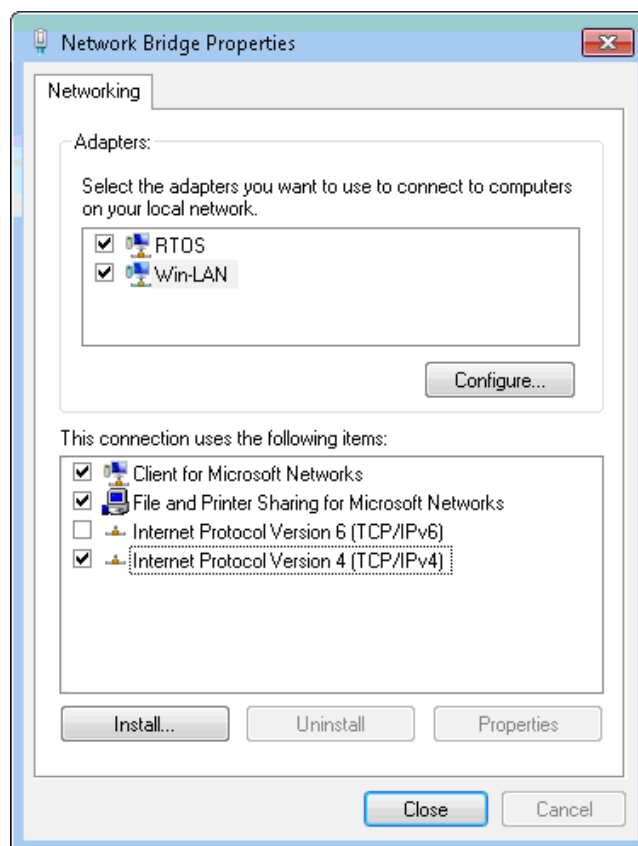 Network Bridge Properties
Networking
Adapters:
Select the adapters you want to use to connect to computers
on your local network.
RTOS
Win-LAN
Configure...
This connection uses the following items:
Client for Microsoft Networks
File and Printer Sharing for Microsoft Networks
Internet Protocol Version 6 (TCP/IPv6)
Internet Protocol Version 4 (TCP/IPv4)
Install...
Uninstall
Properties
Close
Cancel